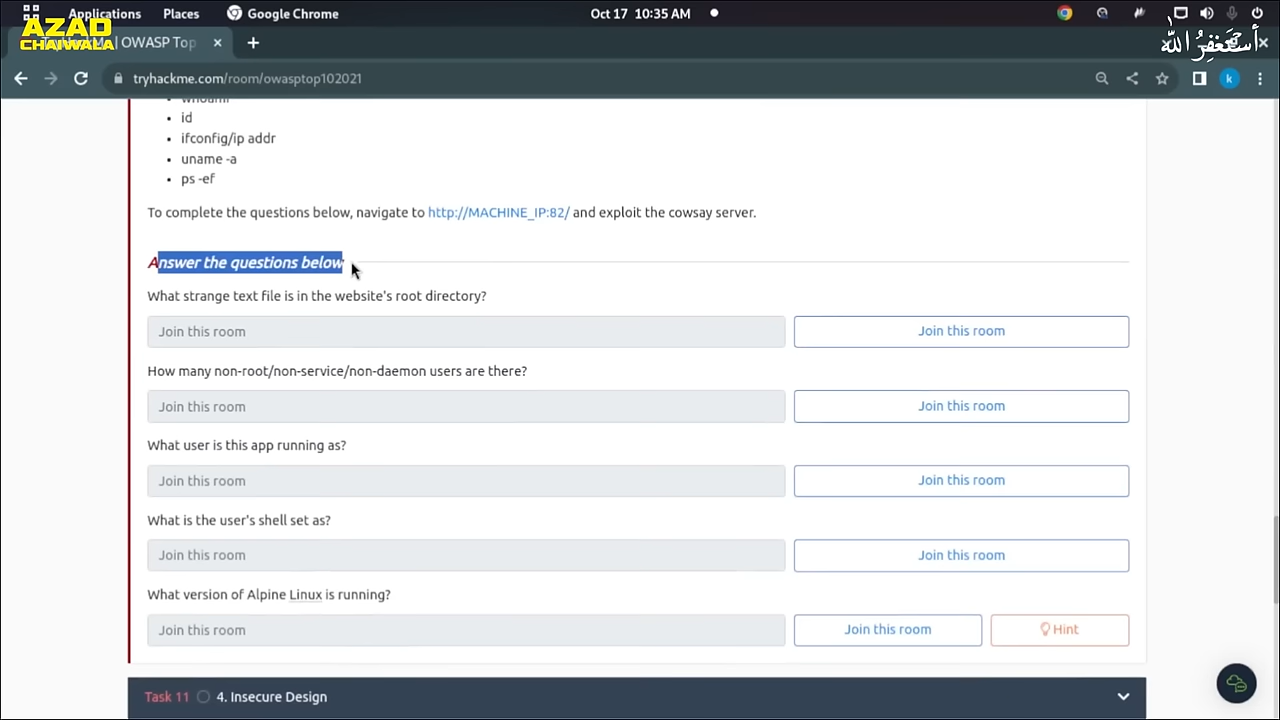 Applications Places Google Chrome Oct 17 10:35 AM
AZAD
CHAIWALA
أستغفر الله
OWASP Top
tryhackme.com/room/owasptop102021
k
whoami
id
ifconfig/ip addr
uname -a
ps -ef
To complete the questions below, navigate to http://MACHINE_IP:82/ and exploit the cowsay server.
Answer the questions below
What strange text file is in the website's root directory?
Join this room Join this room
How many non-root/non-service/non-daemon users are there?
Join this room Join this room
What user is this app running as?
Join this room Join this room
What is the user's shell set as?
Join this room Join this room
What version of Alpine Linux is running?
Join this room Join this room Hint
Task 11 4. Insecure Design